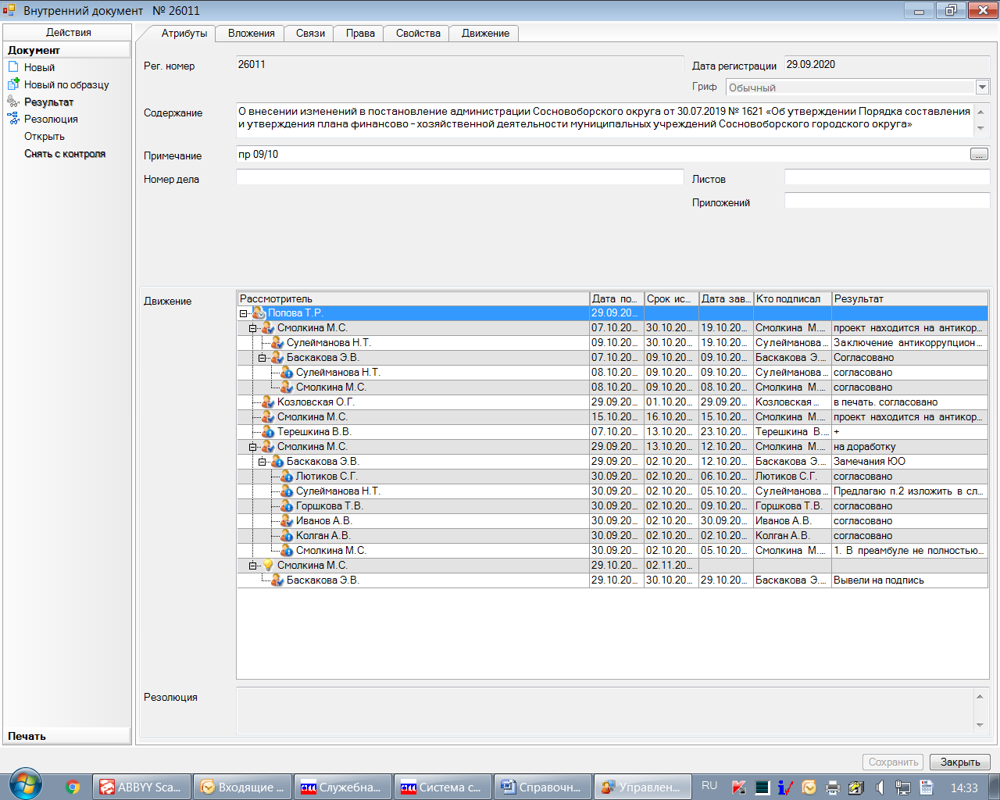 Внутренний документ № 26011
Действия
Документ
Новый
Новый по образцу
Результат
Резолюция
Открыть
Снять с контроля
Печать
Атрибуты Вложения Связи Права Свойства Движение
Рег. номер 26011 Дата регистрации 29.09.2020
Гриф Обычный
Содержание О внесении изменений в постановление администрации Сосновоборского округа от 30.07.2019 № 1621 «Об утверждении Порядка составления
и утверждения плана финансово - хозяйственной деятельности муниципальных учреждений Сосновоборского городского округа»
Примечание пр 09/10 ...
Номер дела Листов
Приложений
Движение
Рассмотритель Дата по... Срок ис... Дата зав... Кто подписал Результат
Попова Т.Р. 29.09.20...
Смолкина М.С. 07.10.20... 30.10.20... 19.10.20... Смолкина М.... проект находится на антикор...
Сулейманова Н.Т. 09.10.20... 30.10.20... 19.10.20... Сулейманова... Заключение антикоррупцион...
Баскакова Э.В. 07.10.20... 09.10.20... 09.10.20... Баскакова Э.... Согласовано
Сулейманова Н.Т. 08.10.20... 09.10.20... 09.10.20... Сулейманова... согласовано
Смолкина М.С. 08.10.20... 09.10.20... 08.10.20... Смолкина М.... согласовано
Козловская О.Г. 29.09.20... 01.10.20... 29.09.20... Козловская... в печать. согласовано
Смолкина М.С. 15.10.20... 16.10.20... 15.10.20... Смолкина М.... проект находится на антикор...
Терешкина В.В. 07.10.20... 13.10.20... 23.10.20... Терешкина В.... +
Смолкина М.С. 29.09.20... 13.10.20... 12.10.20... Смолкина М.... на доработку
Баскакова Э.В. 29.09.20... 02.10.20... 12.10.20... Баскакова Э.... Замечания ЮО
Лютиков С.Г. 30.09.20... 02.10.20... 06.10.20... Лютиков С.Г. согласовано
Сулейманова Н.Т. 30.09.20... 02.10.20... 05.10.20... Сулейманова... Предлагаю п.2 изложить в сл...
Горшкова Т.В. 30.09.20... 02.10.20... 09.10.20... Горшкова Т.В. согласовано
Иванов А.В. 30.09.20... 02.10.20... 30.09.20... Иванов А.В. согласовано
Колган А.В. 30.09.20... 02.10.20... 02.10.20... Колган А.В. согласовано
Смолкина М.С. 30.09.20... 02.10.20... 05.10.20... Смолкина М.... 1. В преамбуле не полностью...
Смолкина М.С. 29.10.20... 02.11.20...
Баскакова Э.В. 29.10.20... 30.10.20... 29.10.20... Баскакова Э.... Вывели на подпись
Резолюция
Сохранить Закрыть
ABBYY Sca... Входящие ... Служебна... Система с... Справочн... Управлен... RU 14:33